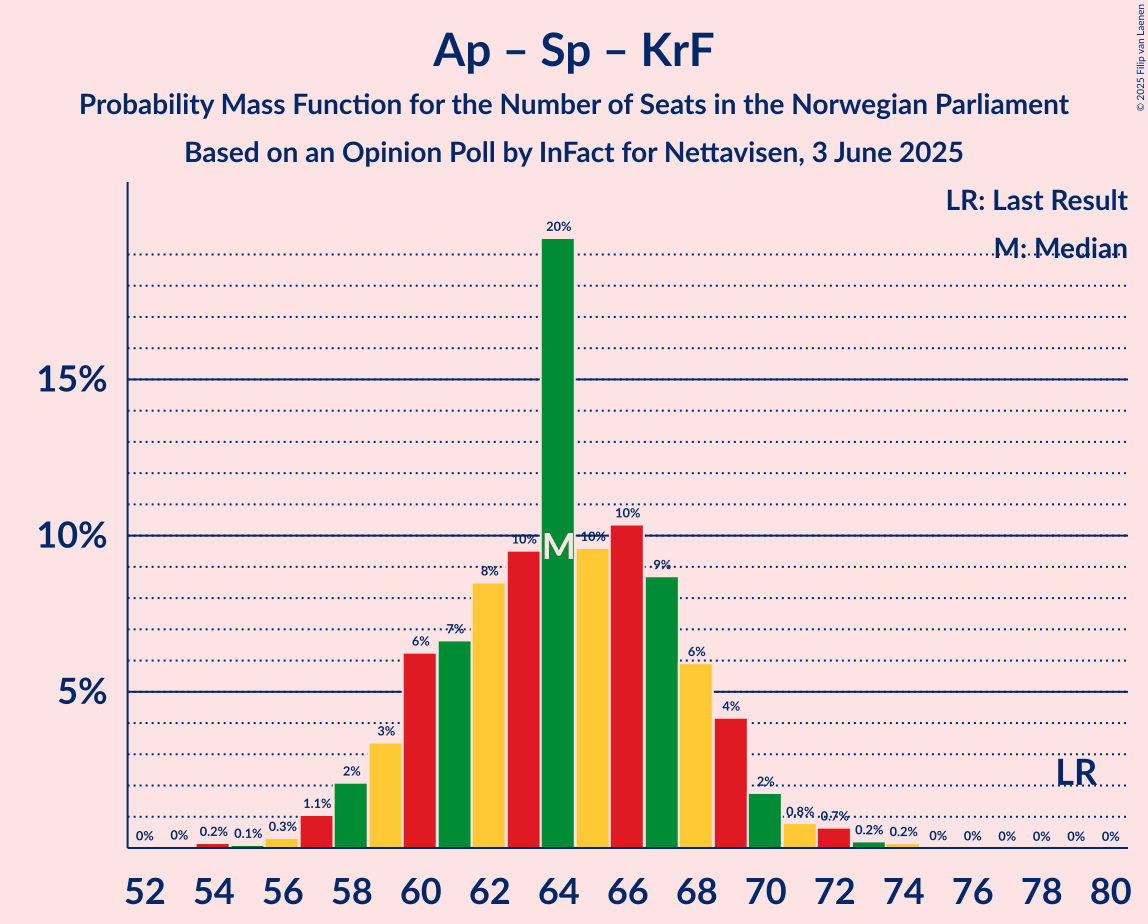 Ap – Sp – KrF
Probability Mass Function for the Number of Seats in the Norwegian Parliament
Based on an Opinion Poll by InFact for Nettavisen, 3 June 2025
© 2025 Filip van Laenen
LR: Last Result
M: Median
15%
10%
5%
0% 0% 0.2% 0.1% 0.3% 1.1% 2% 3% 6% 7% 8% 10% 20% 10% 10% 9% 6% 4% 2% 0.8% 0.7% 0.2% 0.2% 0% 0% 0% 0% 0% 0%
M
LR
52 54 56 58 60 62 64 66 68 70 72 74 76 78 80